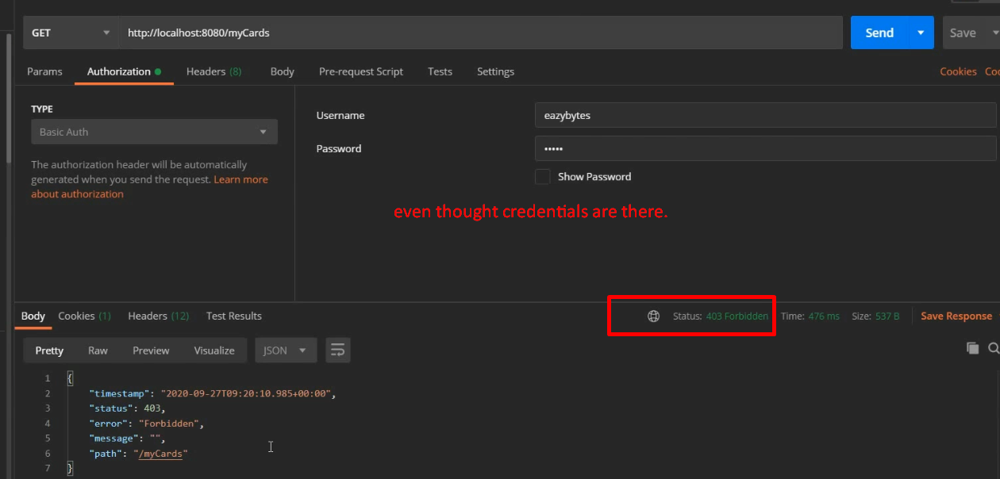 GET http://localhost:8080/myCards Send Save
Params Authorization Headers (8) Body Pre-request Script Tests Settings Cookies
TYPE
Basic Auth
The authorization header will be automatically
generated when you send the request. Learn more
about authorization
Username eazybytes
Password •••••
Show Password
even thought credentials are there.
Body Cookies (1) Headers (12) Test Results Status: 403 Forbidden Time: 476 ms Size: 537 B Save Response
Pretty Raw Preview Visualize JSON
1 {
2 "timestamp": "2020-09-27T09:20:10.985+00:00",
3 "status": 403,
4 "error": "Forbidden",
5 "message": "",
6 "path": "/myCards"
7 }